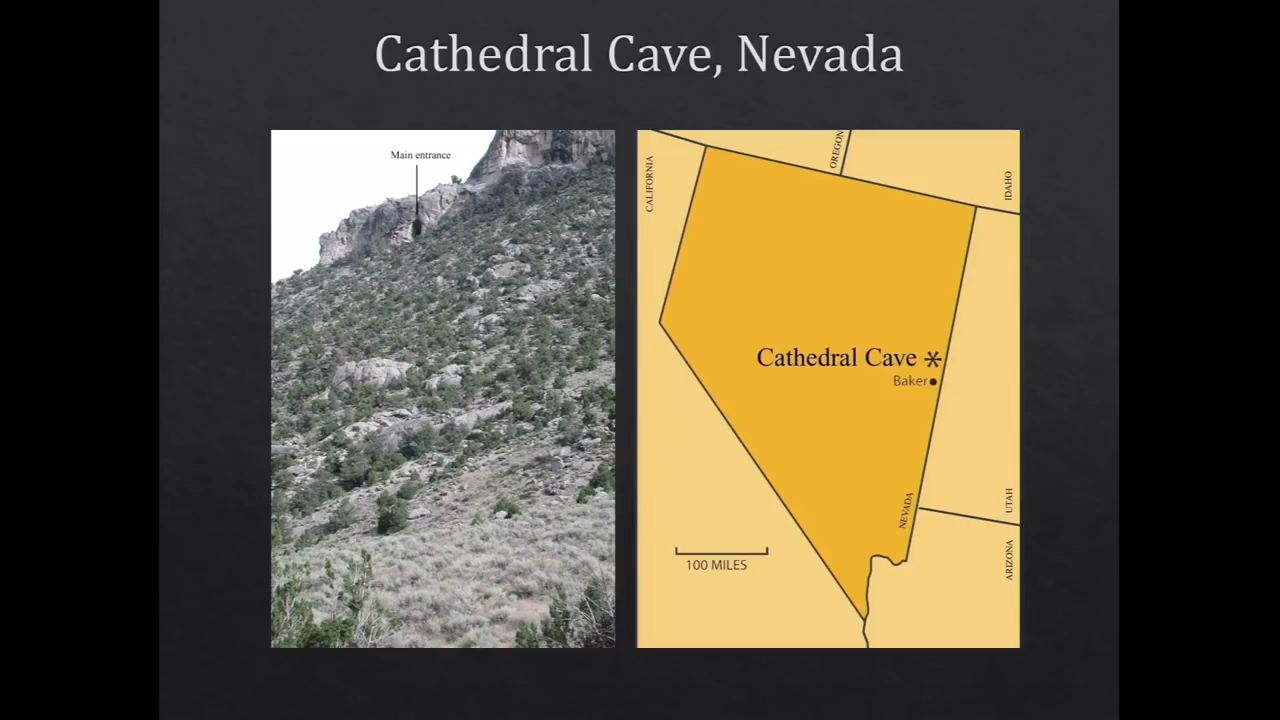 Cathedral Cave, Nevada
Main entrance
CALIFORNIA
OREGON
IDAHO
Cathedral Cave *
Baker
NEVADA
UTAH
ARIZONA
100 MILES